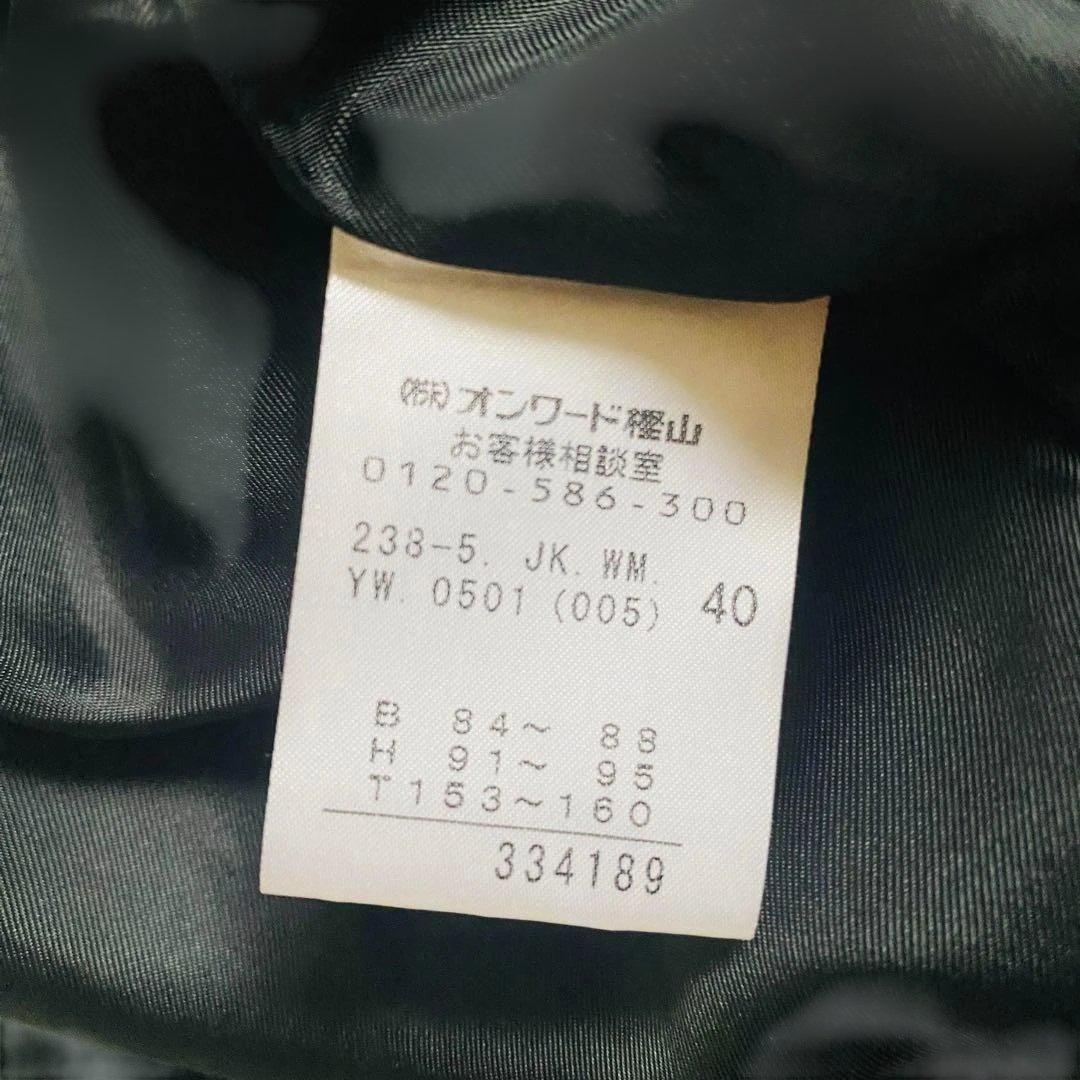 (株)オンワード樫山
お客様相談室
0120-586-300
238-5. JK. WM.
YW. 0501 (005) 40
B 84~ 88
H 91~ 95
T153~160
334189